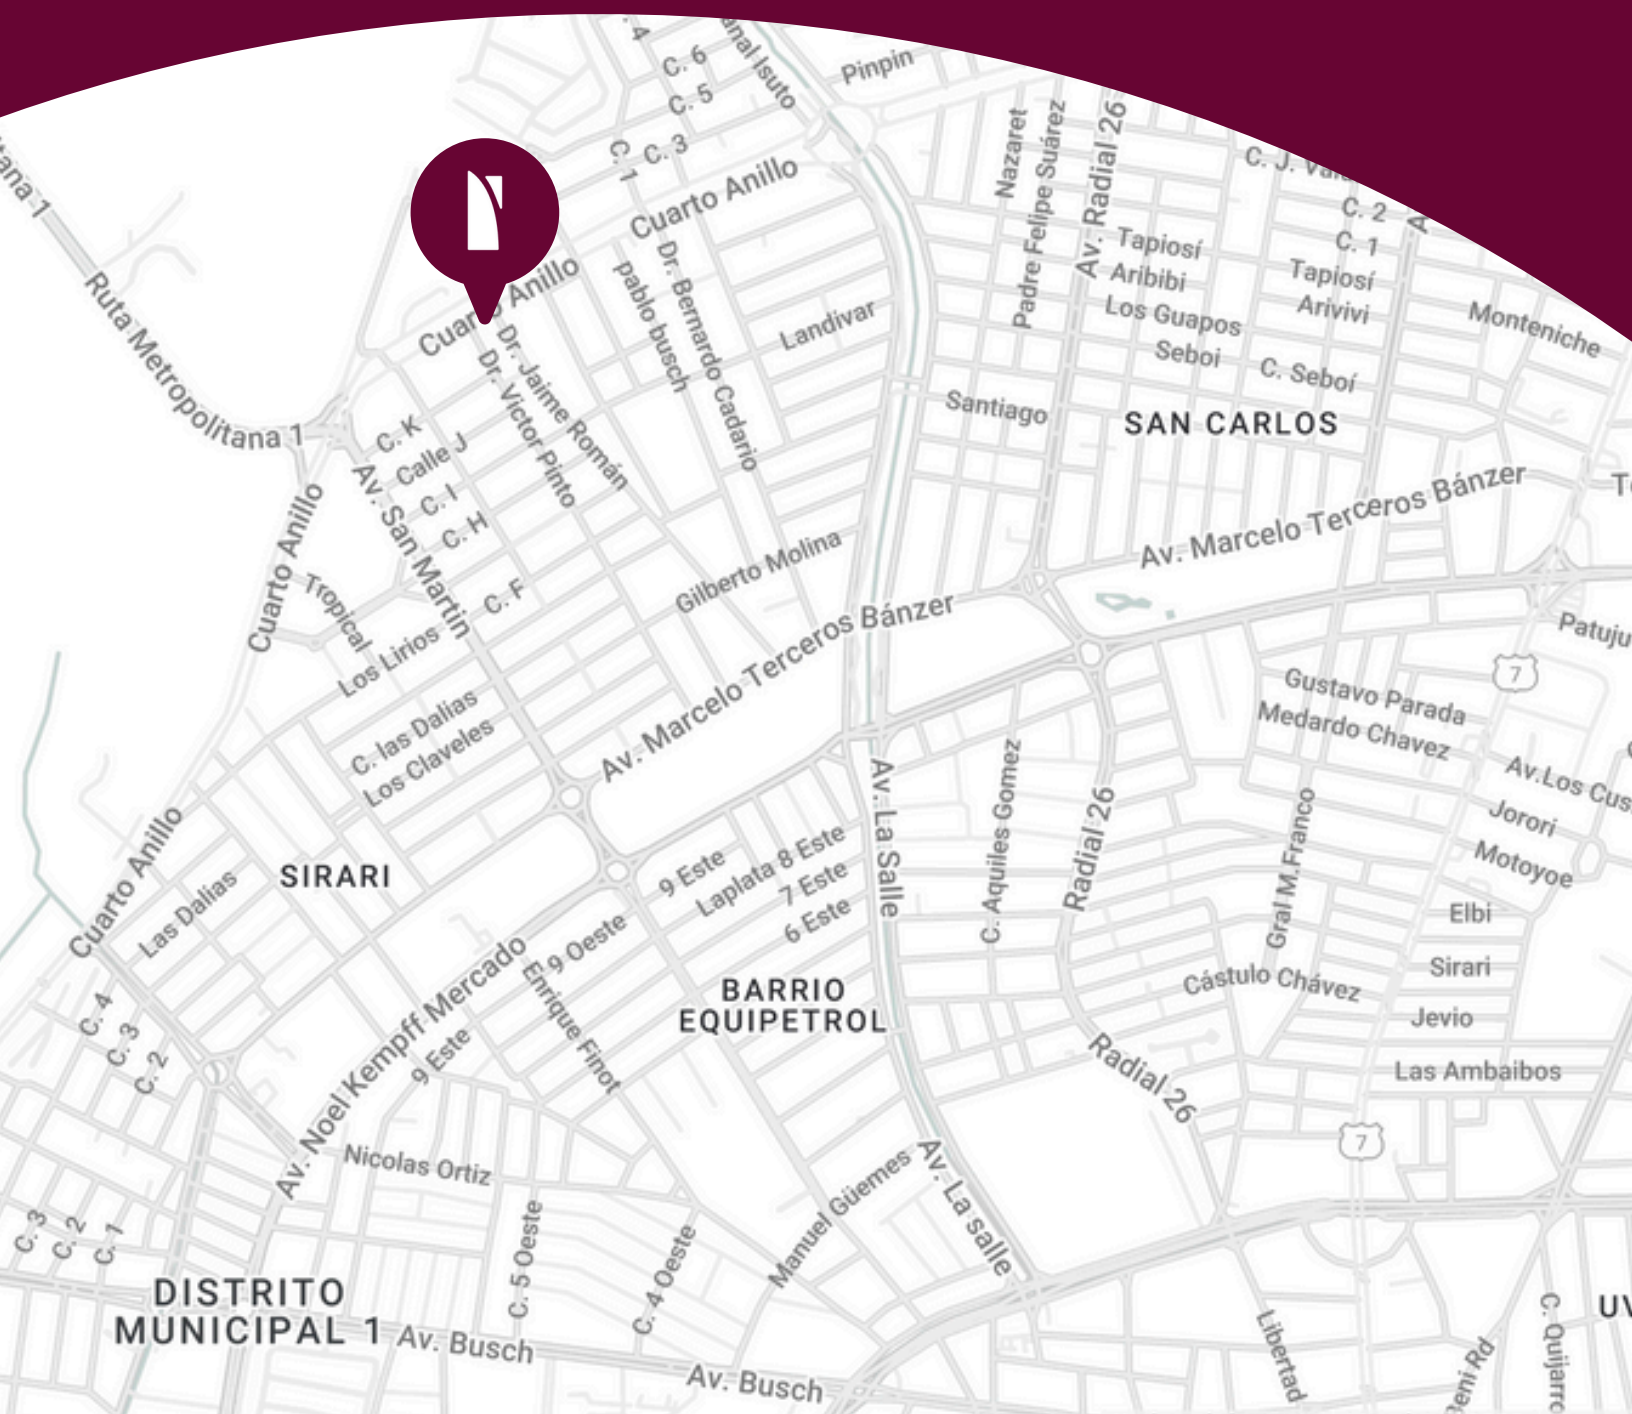 C. 6
C. 5
C. 3
C. 1
Pinpin
Cuarto Anillo
Nazaret
Padre Felipe Suárez
Av. Radial 26
C. 2
C. 1
Tapiosí
Aribibi
Los Guapos
Seboi
Tapiosí
Arivivi
C. Seboí
Monteniche
Ruta Metropolitana 1
Cuarto Anillo
Dr. Bernardo Cadario
pablo busch
Landivar
Dr. Jaime Román
Dr. Victor Pinto
Santiago
SAN CARLOS
C. K
Calle J
C. I
C. H
Av. San Martin
C. F
Cuarto Anillo
Tropical
Los Lirios
Gilberto Molina
Av. Marcelo Terceros Bánzer
Av. Marcelo Terceros Bánzer
7
Gustavo Parada
Medardo Chavez
C. las Dalias
Los Claveles
Av. La Salle
C. Aquiles Gomez
Radial 26
Gral M.Franco
Jorori
Motoyoe
Cuarto Anillo
SIRARI
Las Dalias
9 Este
Laplata 8 Este
7 Este
6 Este
Elbi
Sirari
Jevio
Las Ambaibos
Cástulo Chávez
9 Oeste
Enrique Finot
BARRIO
EQUIPETROL
Av. Noel Kempff Mercado
9 Este
C. 4
C. 3
C. 2
Radial 26
7
Nicolas Ortiz
Manuel Güemes
Av. La salle
C. 3
C. 2
C. 1
C. 5 Oeste
C. 4 Oeste
DISTRITO
MUNICIPAL 1
Av. Busch
Av. Busch
Libertad